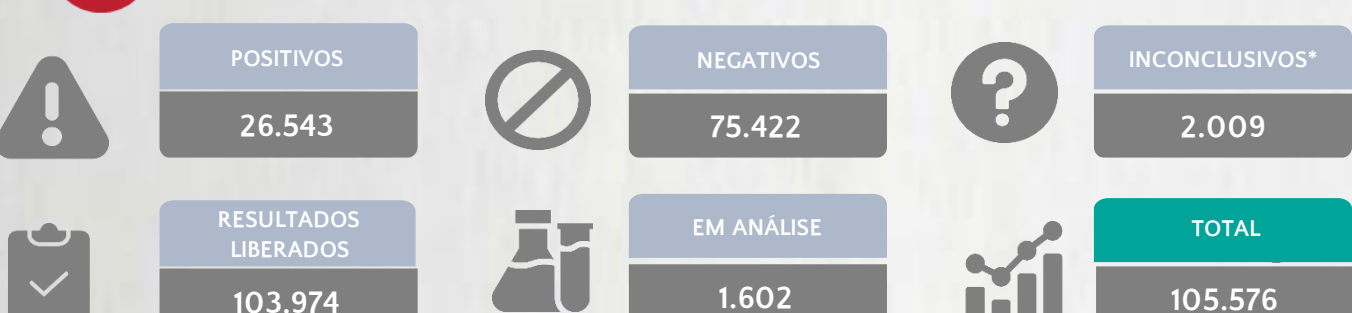 POSITIVOS
26.543
NEGATIVOS
75.422
INCONCLUSIVOS*
2.009
RESULTADOS
LIBERADOS
103.974
EM ANÁLISE
1.602
TOTAL
105.576